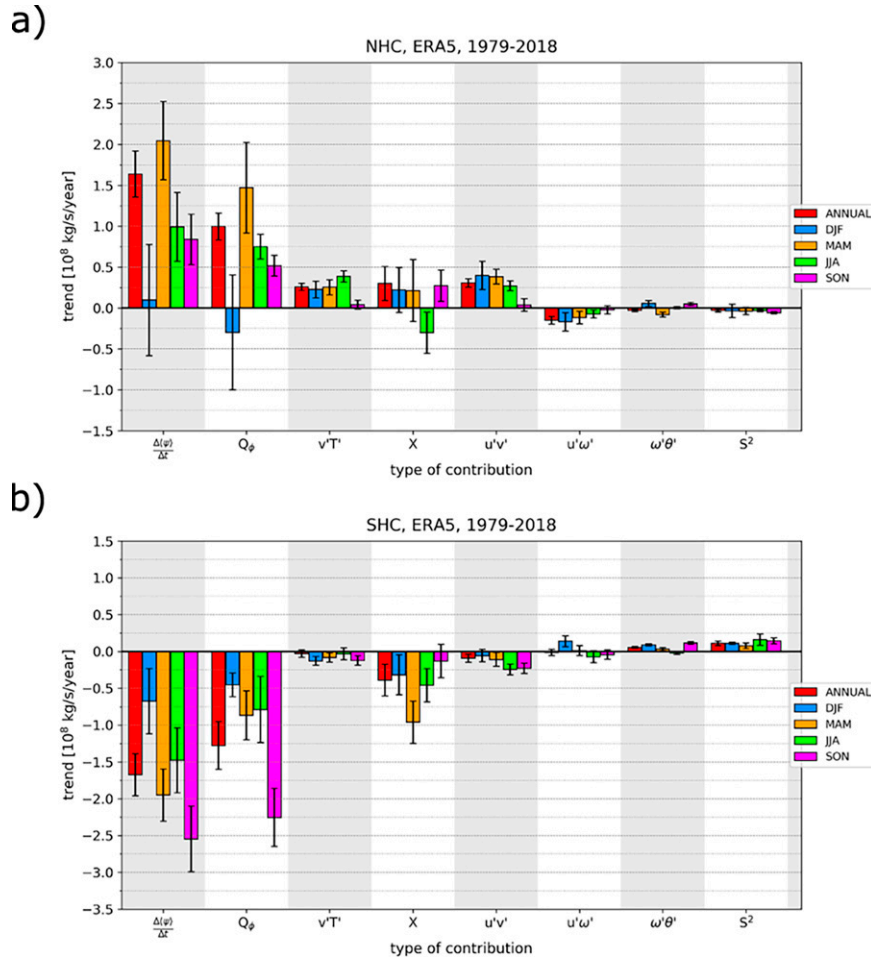 a)
NHC, ERA5, 1979-2018
3.0
2.5
2.0
1.5
1.0
0.5
0.0
−0.5
−1.0
−1.5
trend [10⁸ kg/s/year]
ANNUAL
DJF
MAM
JJA
SON
Δ(ψ)/Δt Qϕ v'T' X u'v' u'ω' ω'θ' S²
type of contribution
b)
SHC, ERA5, 1979-2018
1.5
1.0
0.5
0.0
−0.5
−1.0
−1.5
−2.0
−2.5
−3.0
−3.5
trend [10⁸ kg/s/year]
ANNUAL
DJF
MAM
JJA
SON
Δ(ψ)/Δt Qϕ v'T' X u'v' u'ω' ω'θ' S²
type of contribution